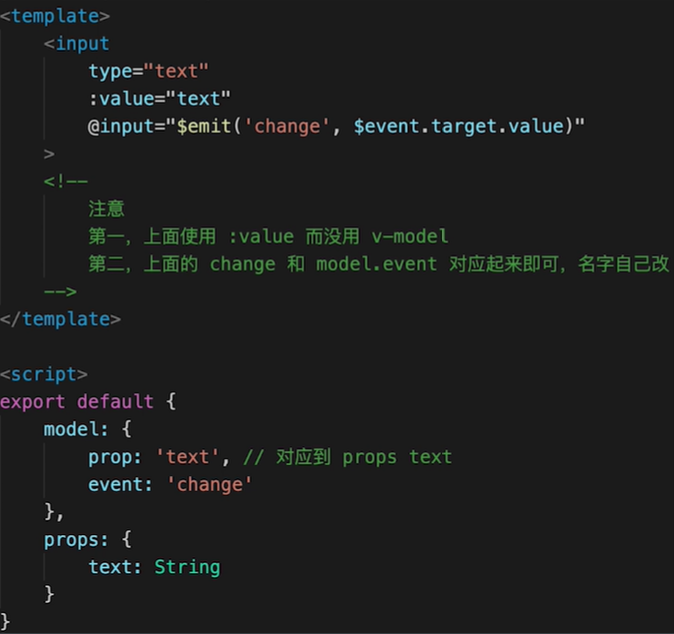 <template>
<input
type="text"
:value="text"
@input="$emit('change', $event.target.value)"
>
<!--
注意
第一，上面使用 :value 而没用 v-model
第二，上面的 change 和 model.event 对应起来即可，名字自己改
-->
</template>
<script>
export default {
model: {
prop: 'text', // 对应到 props text
event: 'change'
},
props: {
text: String
}
}